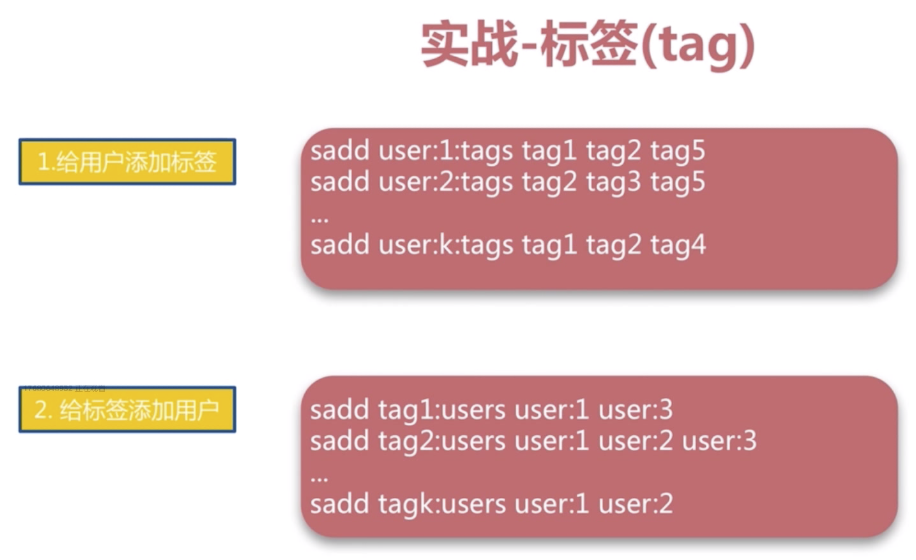 实战-标签(tag)
1.给用户添加标签
sadd user:1:tags tag1 tag2 tag5
sadd user:2:tags tag2 tag3 tag5
...
sadd user:k:tags tag1 tag2 tag4
2. 给标签添加用户
sadd tag1:users user:1 user:3
sadd tag2:users user:1 user:2 user:3
...
sadd tagk:users user:1 user:2